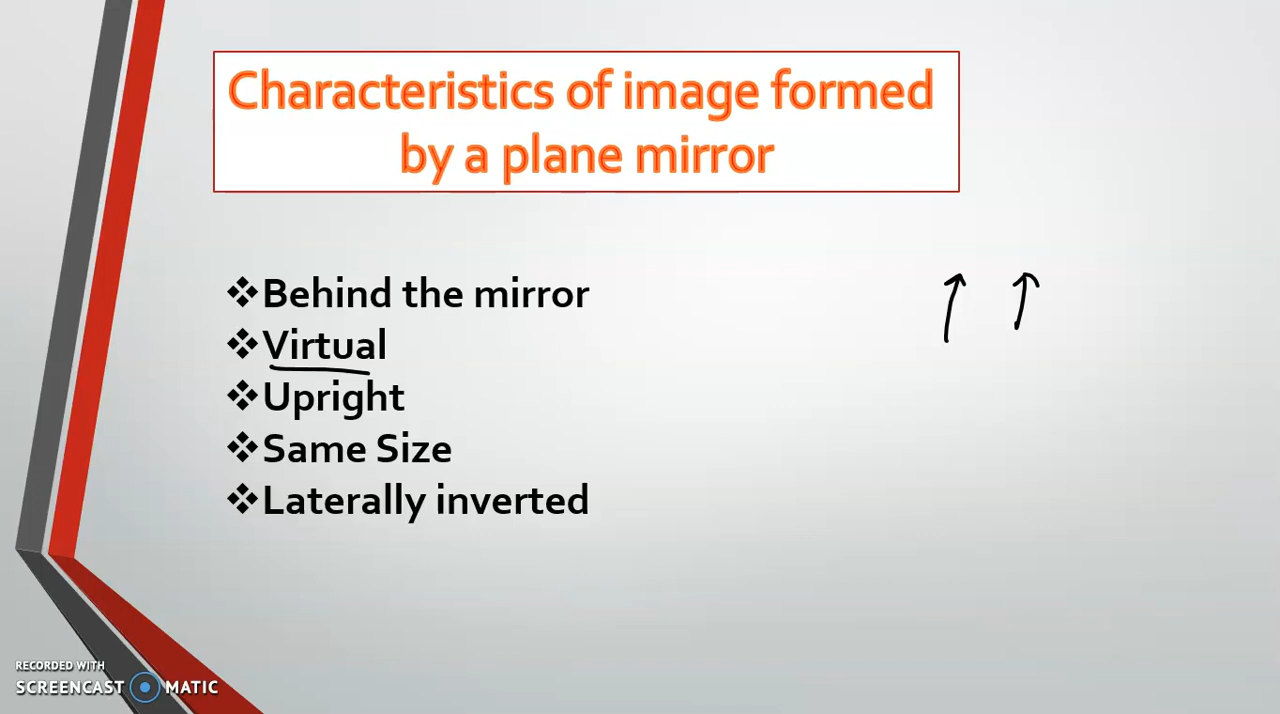 Characteristics of image formed
by a plane mirror
❖Behind the mirror
❖Virtual
❖Upright
❖Same Size
❖Laterally inverted
RECORDED WITH
SCREENCAST MATIC